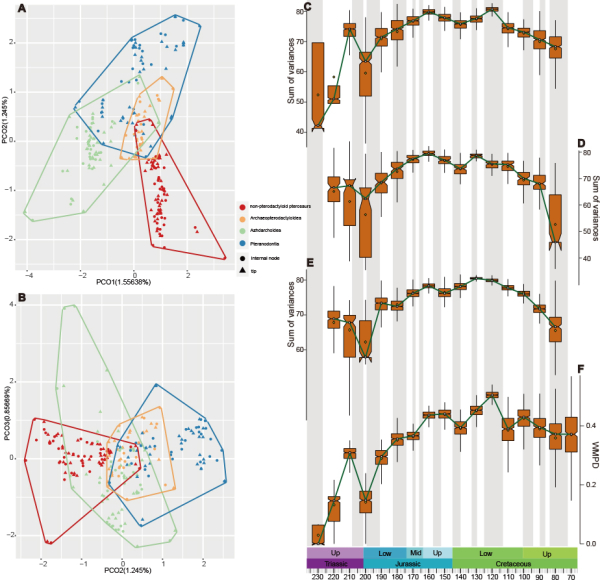 A
PCO2(1.245%)
2
1
0
−1
−2
−4
−2
0
2
PCO1(1.55638%)
non-pterodactyloid pterosaurs
Archaeopterodactyloidea
Azhdarchoidea
Pteranodontia
Internal node
tip
B
PCO3(0.85669%)
4
2
0
−2
−2
−1
0
1
2
PCO2(1.245%)
C
Sum of variances
80
70
60
50
40
D
Sum of variances
80
70
60
50
40
E
Sum of variances
80
70
60
F
WMPD
0.4
0.2
0.0
Up
Low
Mid
Up
Low
Up
Triassic
Jurassic
Cretaceous
230 220 210 200 190 180 170 160 150 140 130 120 110 100 90 80 70